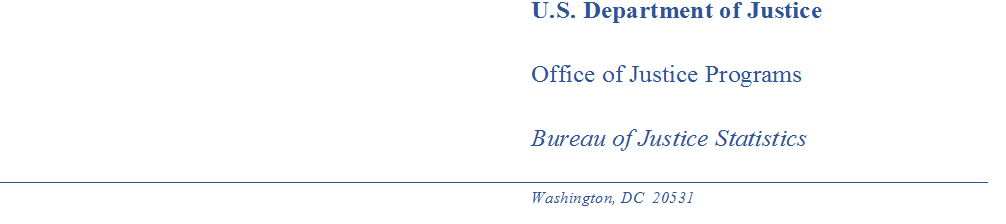 U.S. Department of Justice
Office of Justice Programs
Bureau of Justice Statistics
Washington, DC 20531